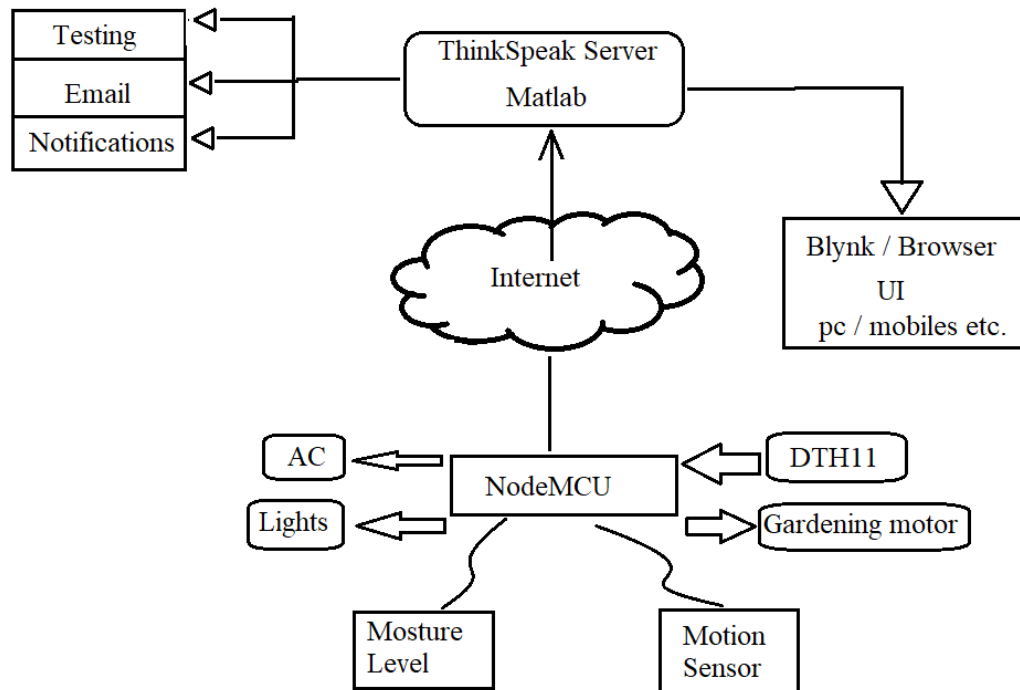 Testing
Email
Notifications
ThinkSpeak Server
Matlab
Blynk / Browser
UI
pc / mobiles etc.
Internet
AC
NodeMCU
DTH11
Lights
Gardening motor
Mosture
Level
Motion
Sensor